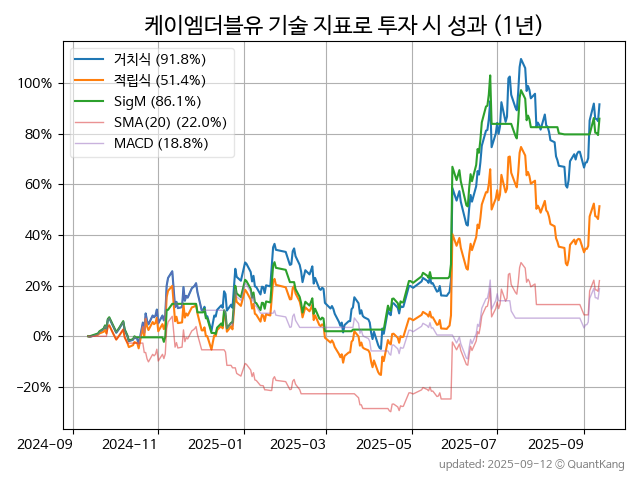 케이엠더블유 기술 지표로 투자 시 성과 (1년)
거치식 (91.8%)
적립식 (51.4%)
SigM (86.1%)
SMA(20) (22.0%)
MACD (18.8%)
100%
80%
60%
40%
20%
0%
−20%
2024-09 2024-11 2025-01 2025-03 2025-05 2025-07 2025-09
updated: 2025-09-12 © QuantKang